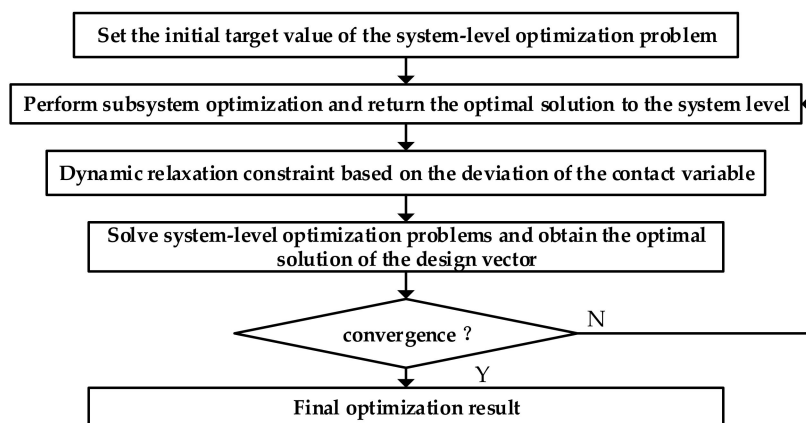 Set the initial target value of the system-level optimization problem
Perform subsystem optimization and return the optimal solution to the system level
Dynamic relaxation constraint based on the deviation of the contact variable
Solve system-level optimization problems and obtain the optimal
solution of the design vector
convergence ?
N
Y
Final optimization result